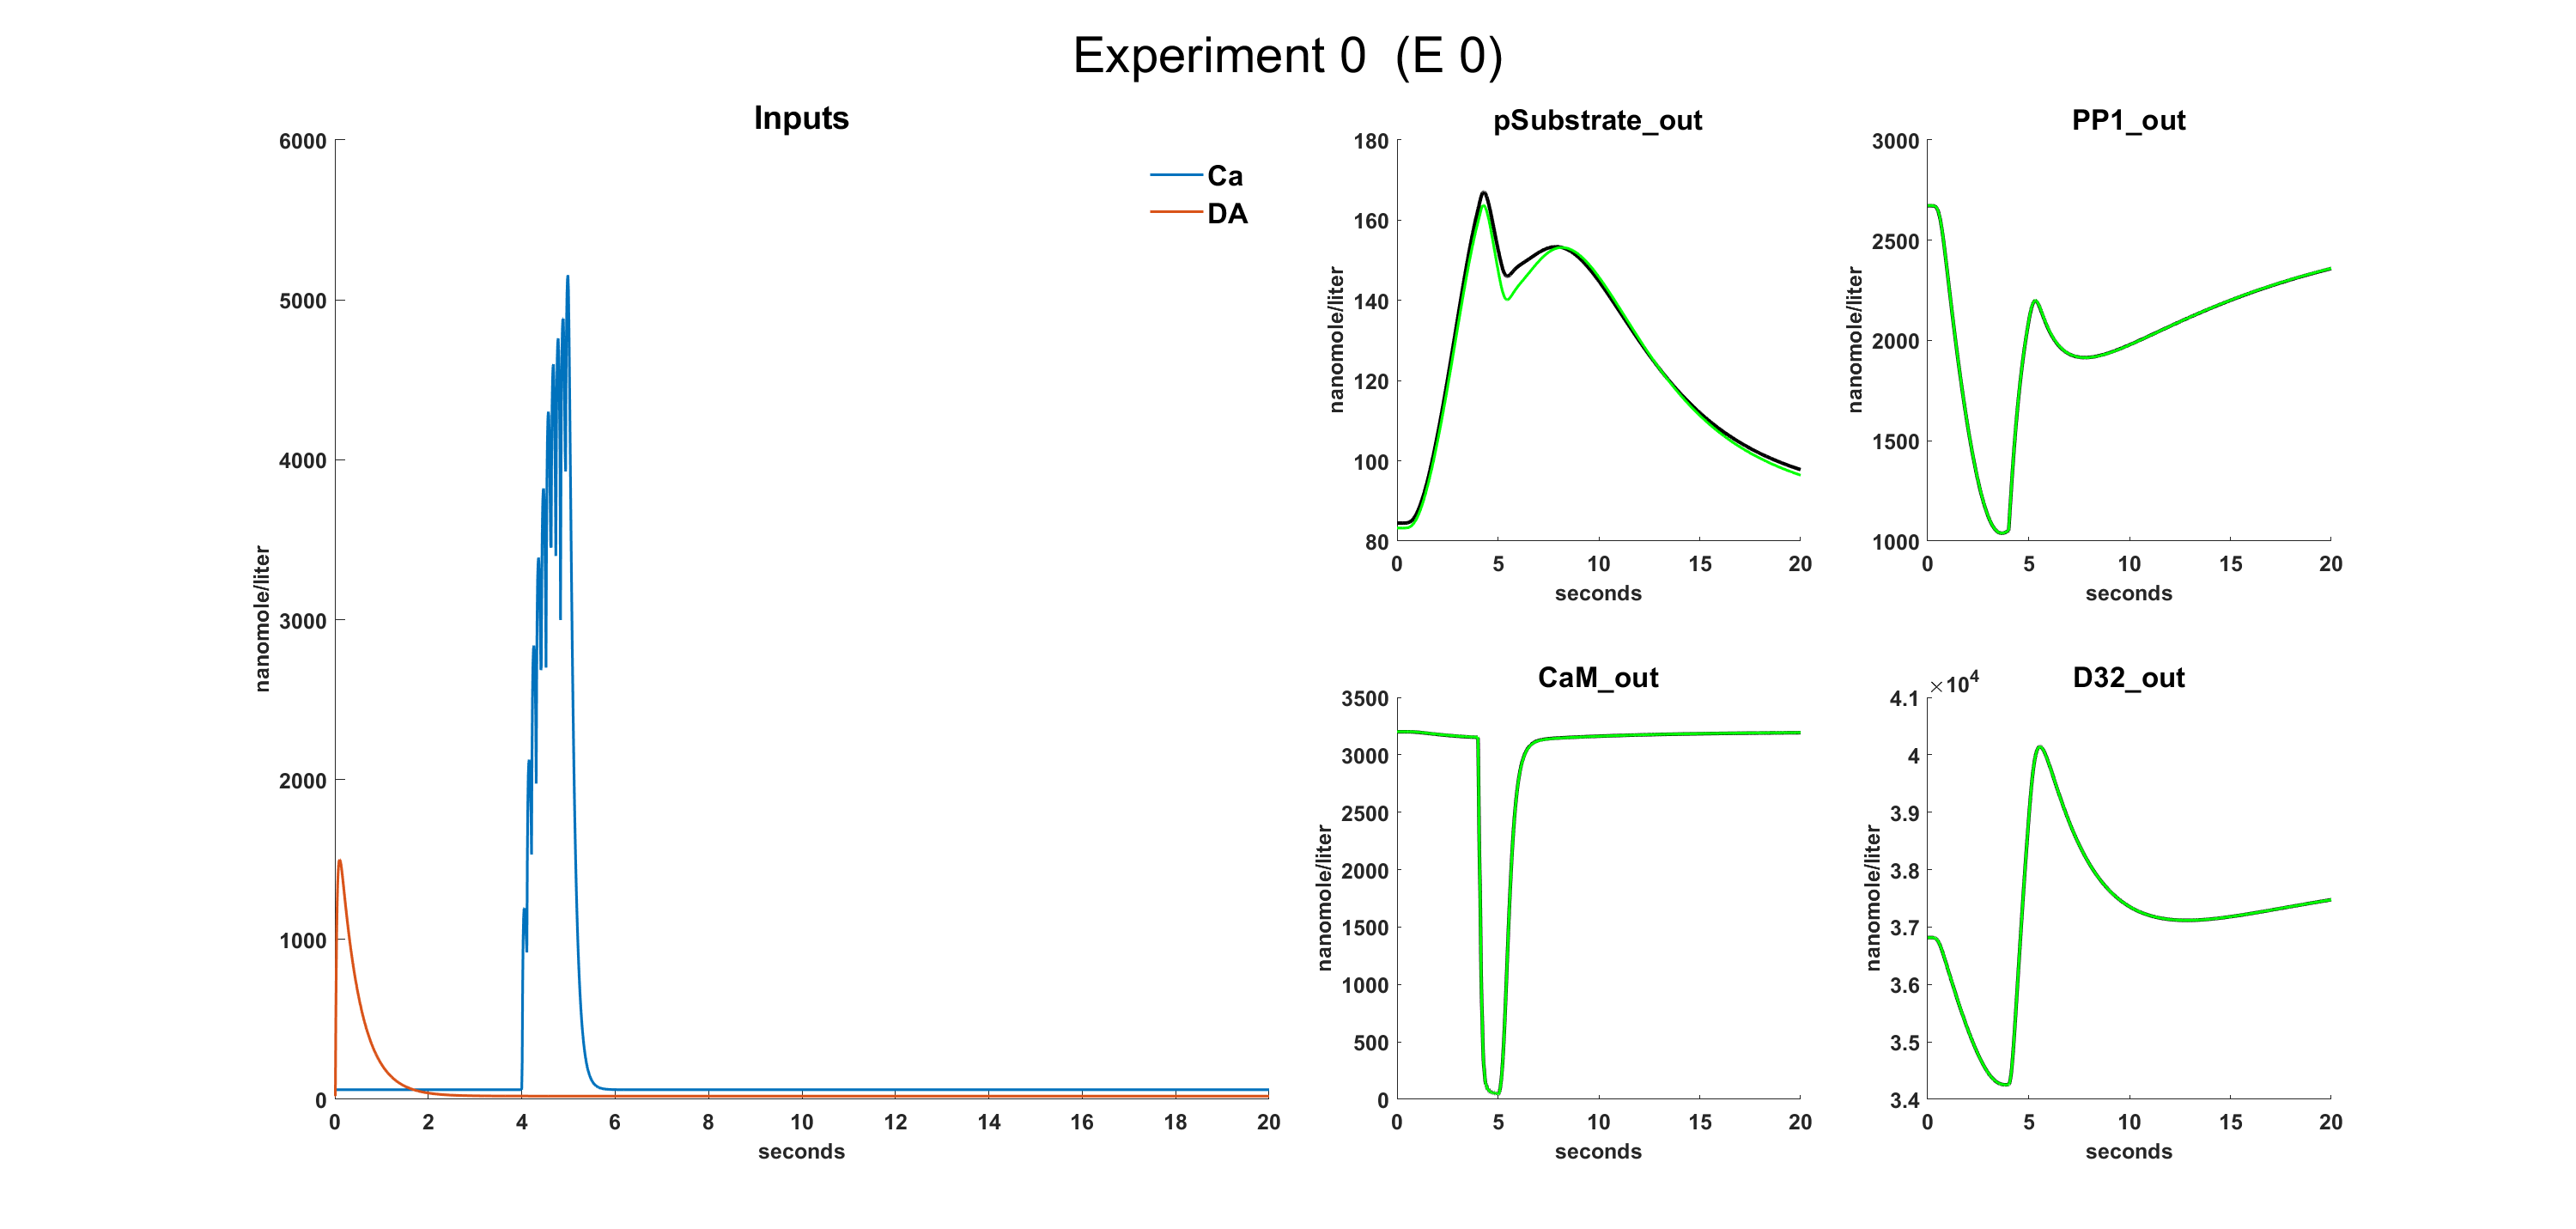 Experiment 0  (E 0)
Inputs
6000
5000
4000
3000
2000
1000
0
nanomole/liter
0 2 4 6 8 10 12 14 16 18 20
seconds
Ca
DA
pSubstrate_out
180
160
140
120
100
80
nanomole/liter
0 5 10 15 20
seconds
PP1_out
3000
2500
2000
1500
1000
nanomole/liter
0 5 10 15 20
seconds
CaM_out
3500
3000
2500
2000
1500
1000
500
0
nanomole/liter
0 5 10 15 20
seconds
D32_out
×10⁴
4.1
4
3.9
3.8
3.7
3.6
3.5
3.4
nanomole/liter
0 5 10 15 20
seconds